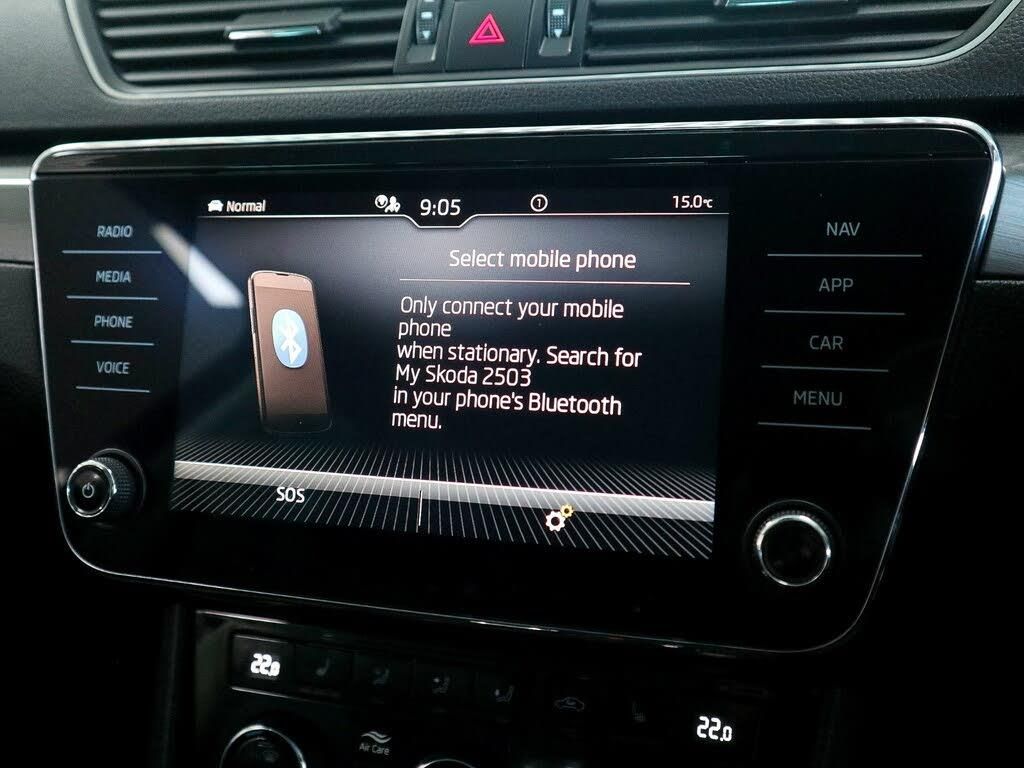 Normal 9:05 1 15.0°C
RADIO
MEDIA
PHONE
VOICE
Select mobile phone
Only connect your mobile
phone
when stationary. Search for
My Skoda 2503
in your phone's Bluetooth
menu.
SOS
NAV
APP
CAR
MENU
22.0
22.0
Air Care